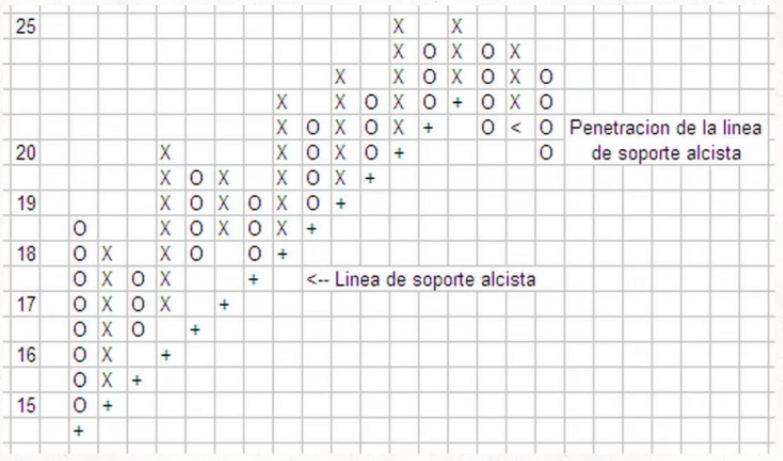 25 X X
X O X O X
X X O X O X O
X X O X O + O X O
X O X O X + O < O Penetracion de la linea
20 X X O X O + O de soporte alcista
X O X X O X +
19 X O X O X O +
O X O X O X +
18 O X X O O +
O X O X + <-- Linea de soporte alcista
17 O X O X +
O X O +
16 O X +
O X +
15 O +
+